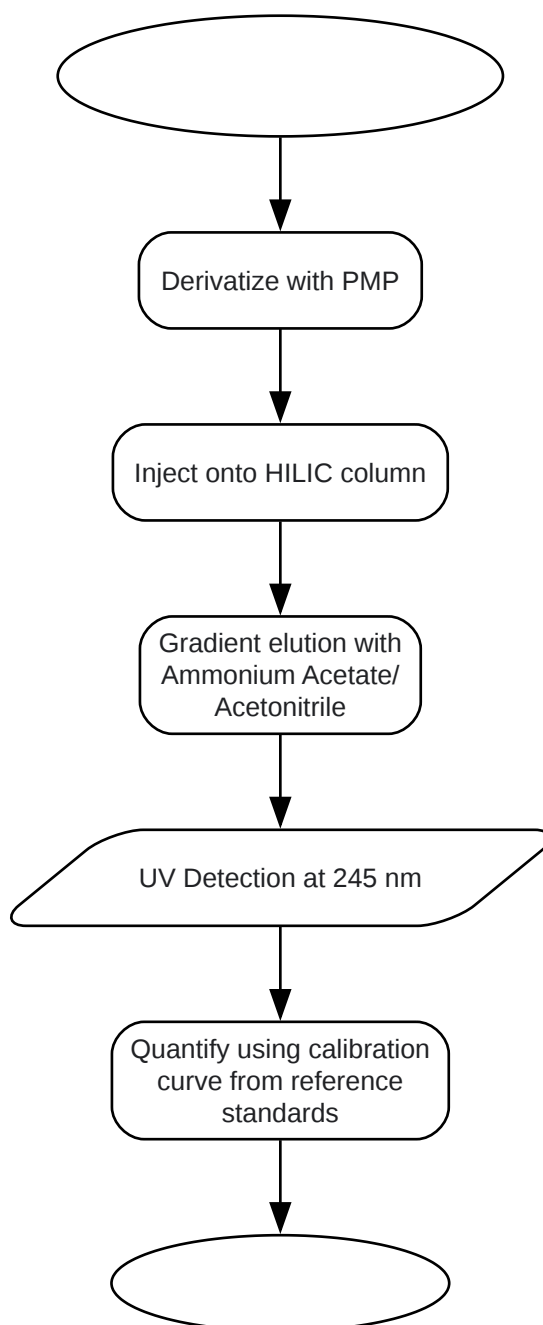 Derivatize with PMP
Inject onto HILIC column
Gradient elution with
Ammonium Acetate/
Acetonitrile
UV Detection at 245 nm
Quantify using calibration
curve from reference
standards